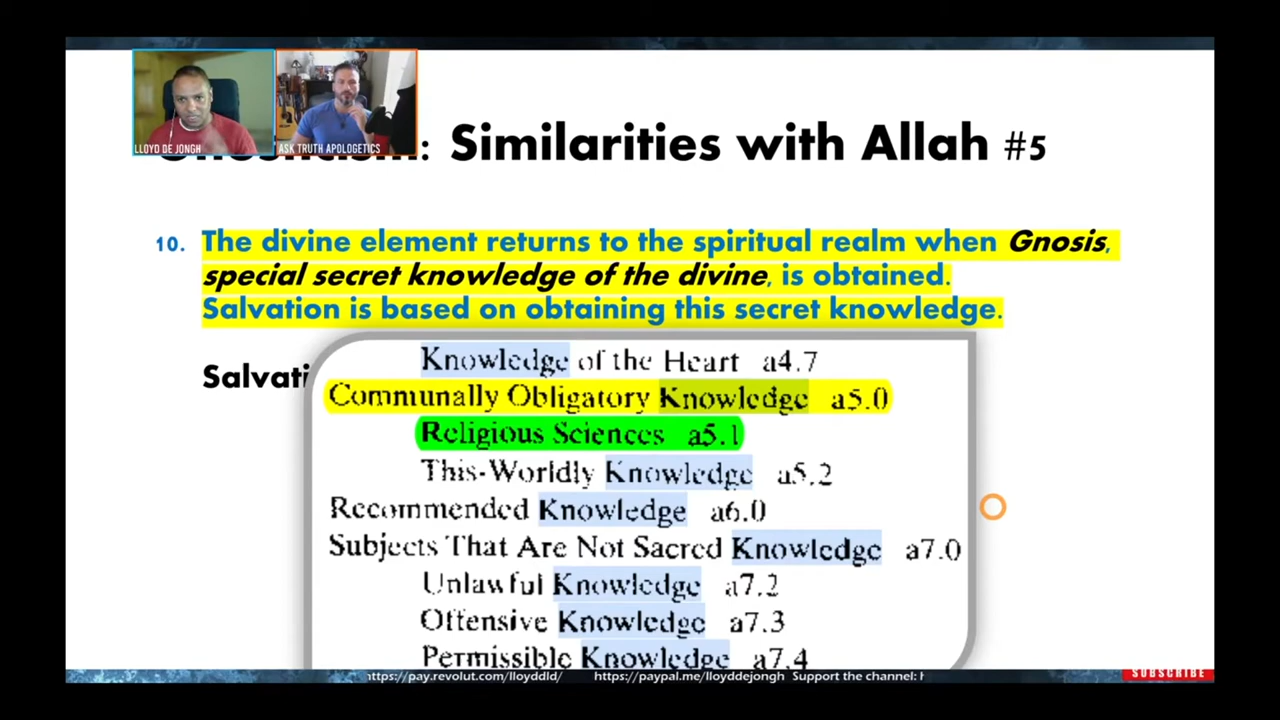 LLOYD DE JONGH
ASK TRUTH APOLOGETICS
: Similarities with Allah #5
10. The divine element returns to the spiritual realm when Gnosis,
special secret knowledge of the divine, is obtained.
Salvation is based on obtaining this secret knowledge.
Salvati
Knowledge of the Heart a4.7
Communally Obligatory Knowledge a5.0
Religious Sciences a5.1
This-Worldly Knowledge a5.2
Recommended Knowledge a6.0
Subjects That Are Not Sacred Knowledge a7.0
Unlawful Knowledge a7.2
Offensive Knowledge a7.3
Permissible Knowledge a7.4
https://pay.revolut.com/lloyddld/ https://paypal.me/lloyddejongh Support the channel:
SUBSCRIBE